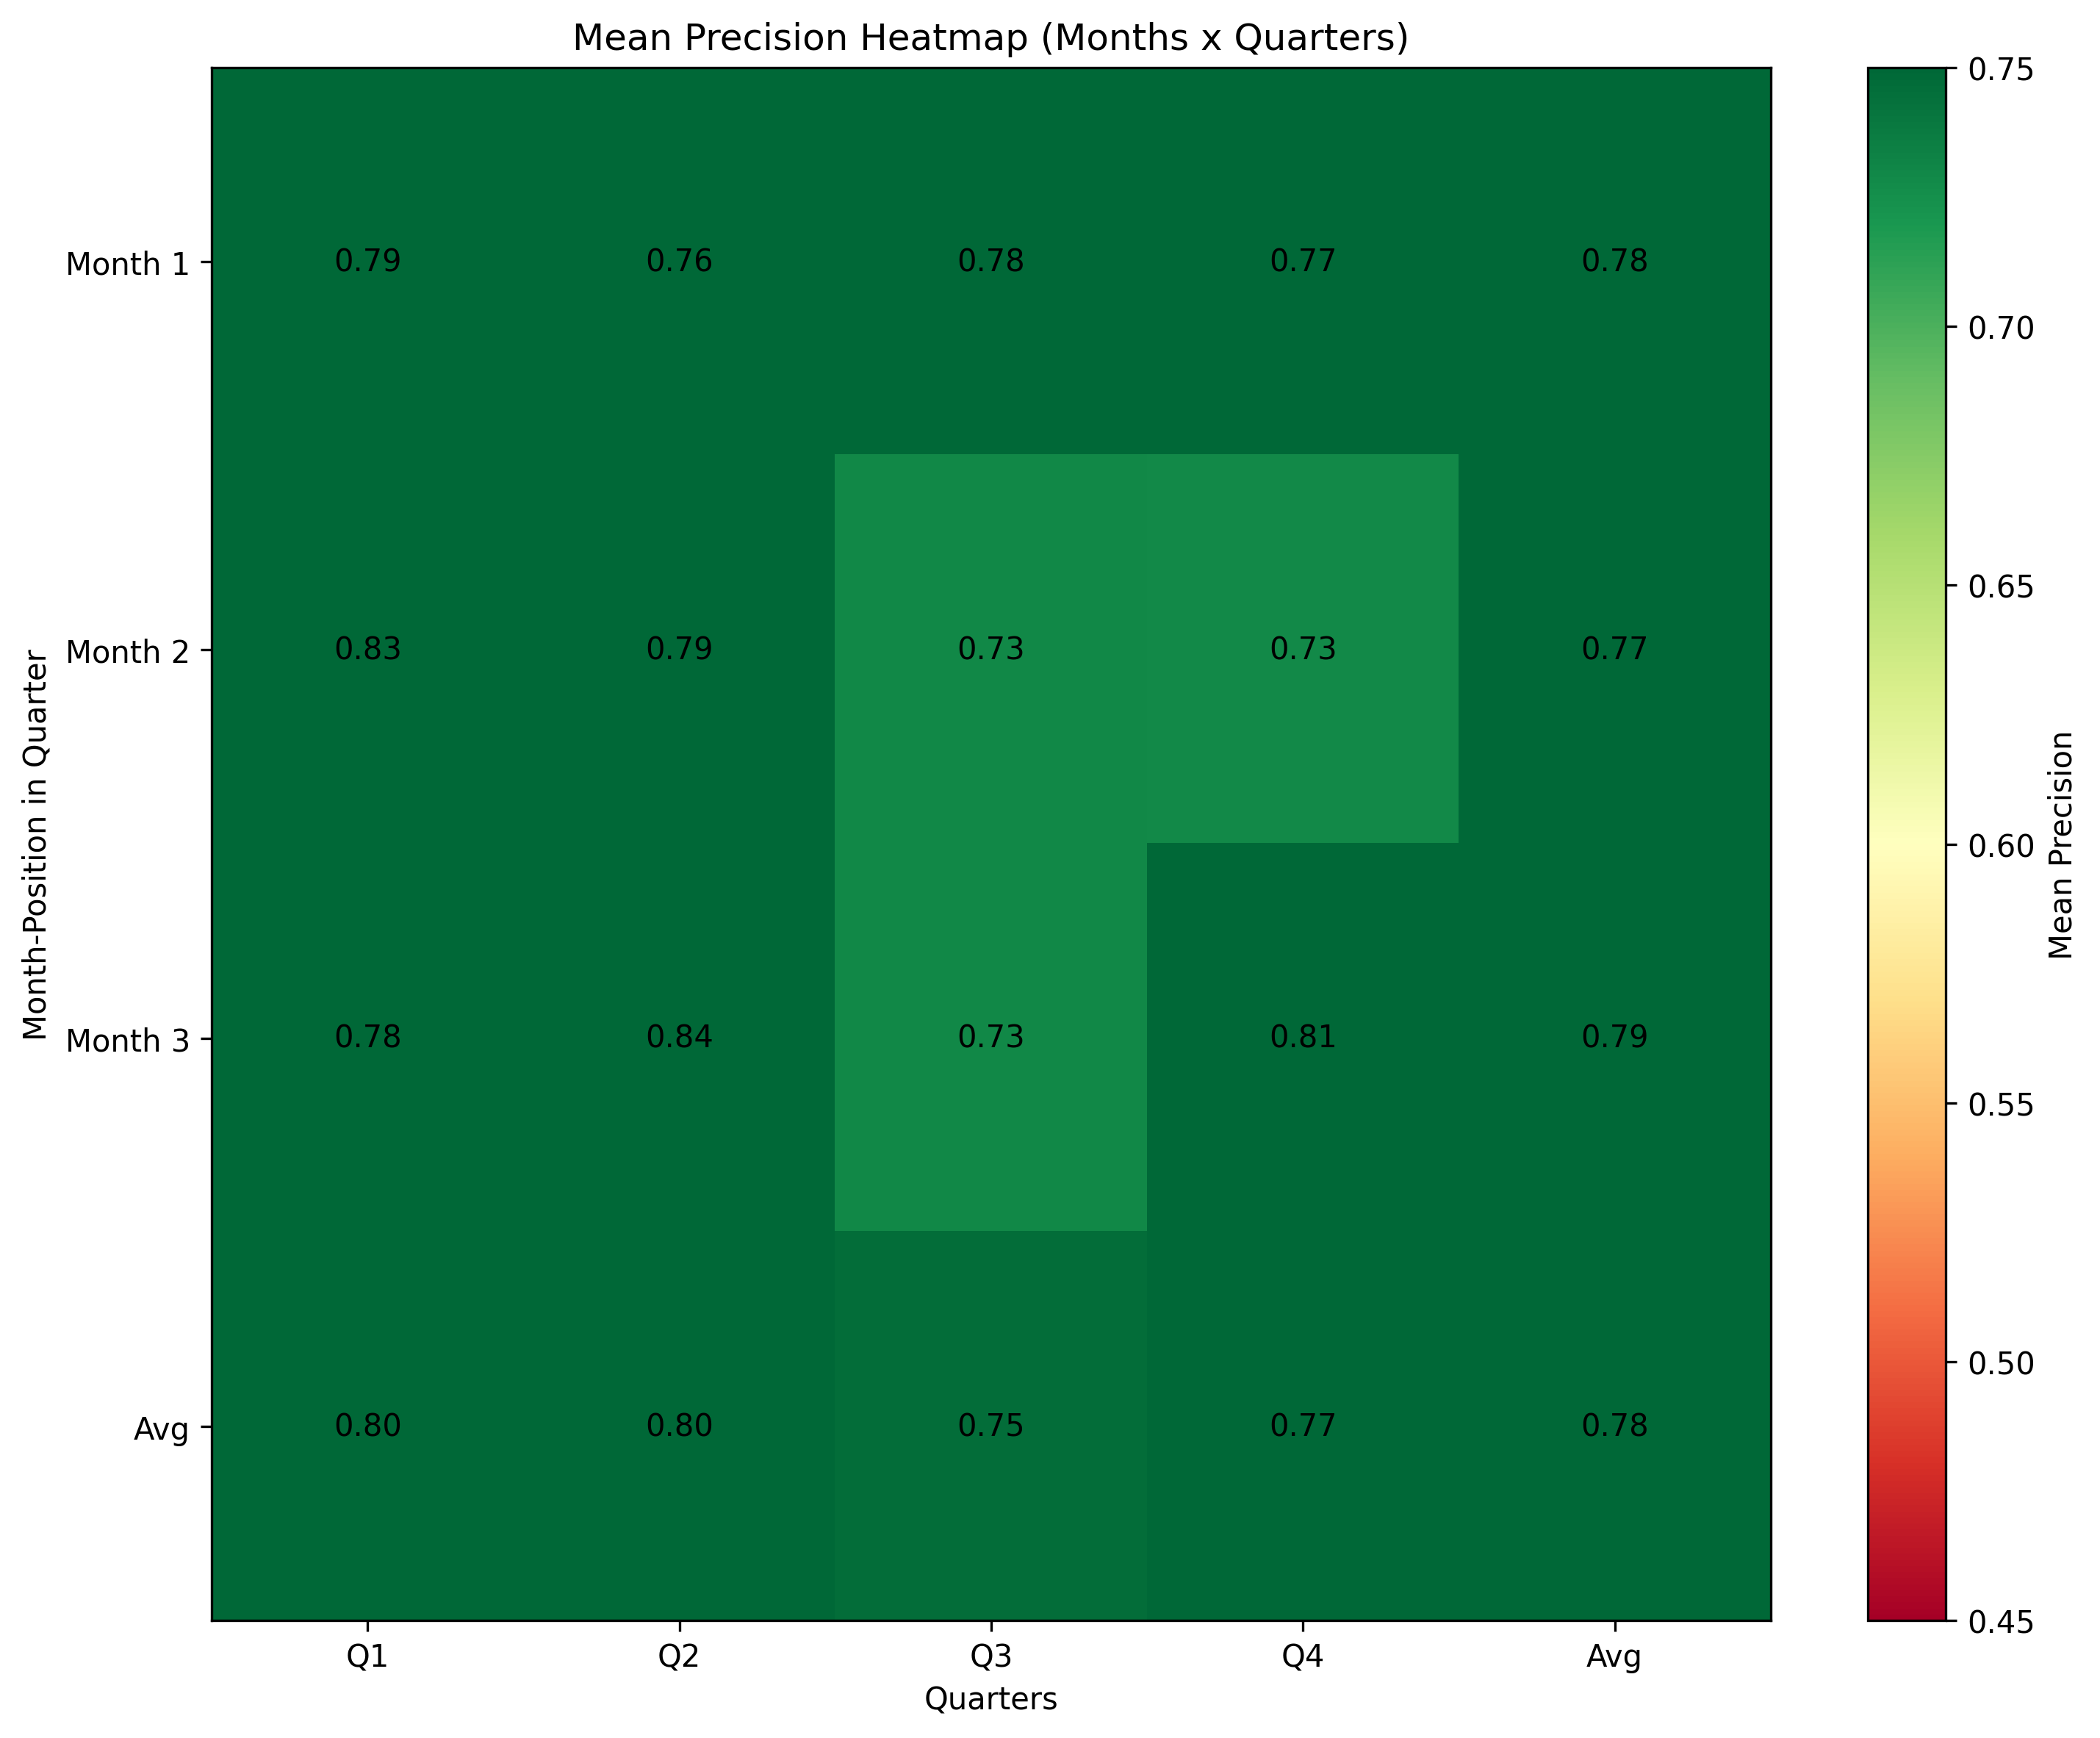 Mean Precision Heatmap (Months x Quarters)
Month-Position in Quarter
Month 1 0.79 0.76 0.78 0.77 0.78
Month 2 0.83 0.79 0.73 0.73 0.77
Month 3 0.78 0.84 0.73 0.81 0.79
Avg 0.80 0.80 0.75 0.77 0.78
Q1 Q2 Q3 Q4 Avg
Quarters
0.75
0.70
0.65
0.60
0.55
0.50
0.45
Mean Precision